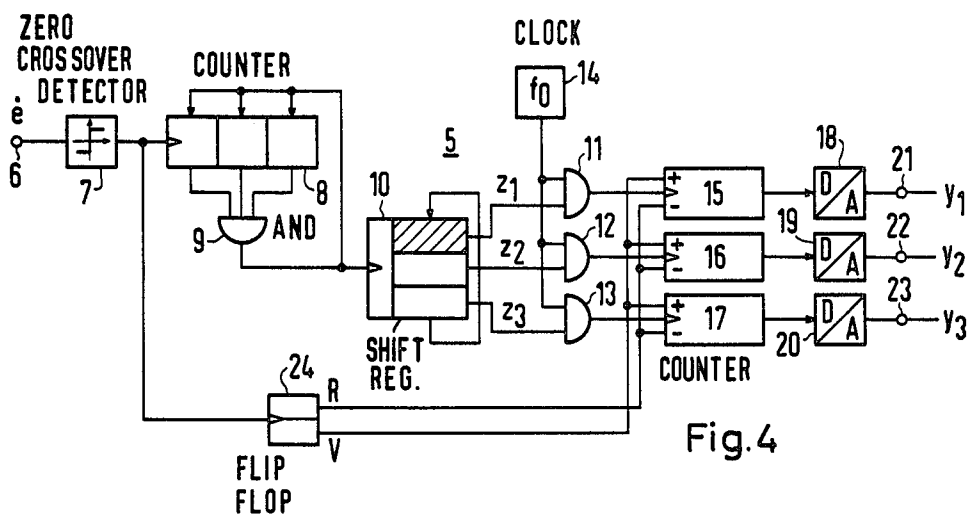 ZERO
CROSSOVER
DETECTOR
ė
6
7
COUNTER
8
9
AND
CLOCK
f0
14
5
10
SHIFT
REG.
z1
z2
z3
11
12
13
+
-
15
+
-
16
+
-
17
COUNTER
18
D
A
21
y1
19
D
A
22
y2
20
D
A
23
y3
24
R
V
FLIP
FLOP
Fig.4